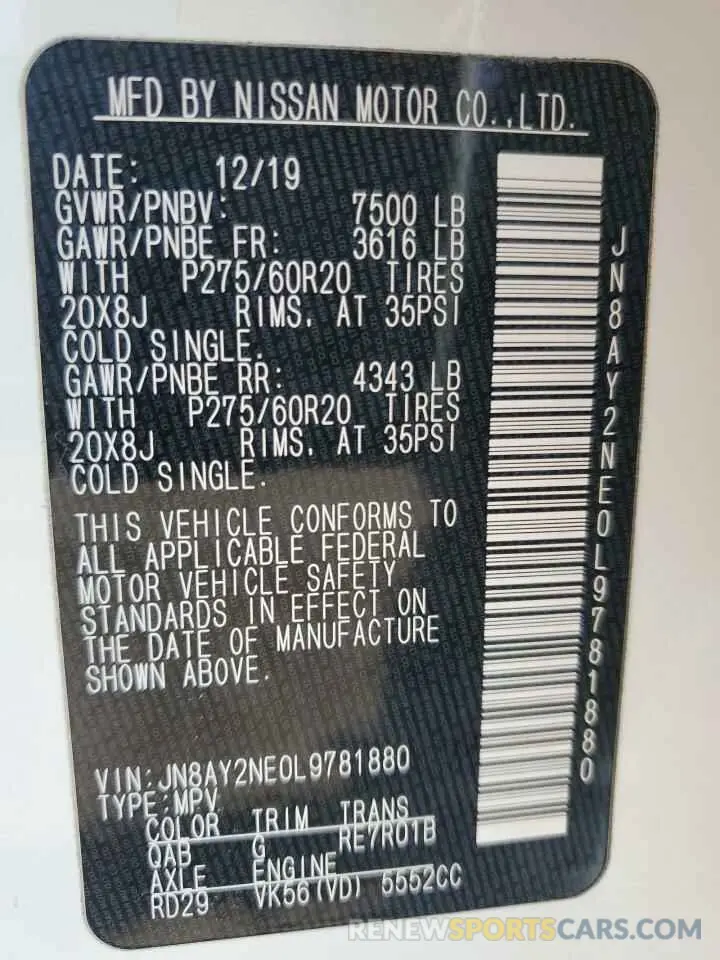 MFD BY NISSAN MOTOR CO.,LTD.
DATE: 12/19
GVWR/PNBV: 7500 LB
GAWR/PNBE FR: 3616 LB
WITH P275/60R20 TIRES
20X8J RIMS, AT 35PSI
COLD SINGLE.
GAWR/PNBE RR: 4343 LB
WITH P275/60R20 TIRES
20X8J RIMS, AT 35PSI
COLD SINGLE.
THIS VEHICLE CONFORMS TO
ALL APPLICABLE FEDERAL
MOTOR VEHICLE SAFETY
STANDARDS IN EFFECT ON
THE DATE OF MANUFACTURE
SHOWN ABOVE.
VIN:JN8AY2NE0L9781880
TYPE:MPV
COLOR TRIM TRANS
QAB G RE7R01B
AXLE ENGINE
RD29 VK56(VD) 5552CC
JN8AY2NE0L9781880
RENEWSPORTSCARS.COM